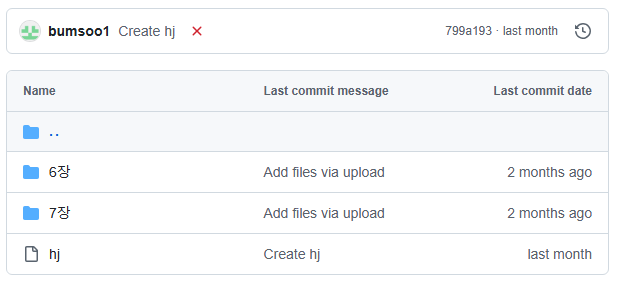 bumsoo1 Create hj 799a193 · last month
Name Last commit message Last commit date
..
6장 Add files via upload 2 months ago
7장 Add files via upload 2 months ago
hj Create hj last month